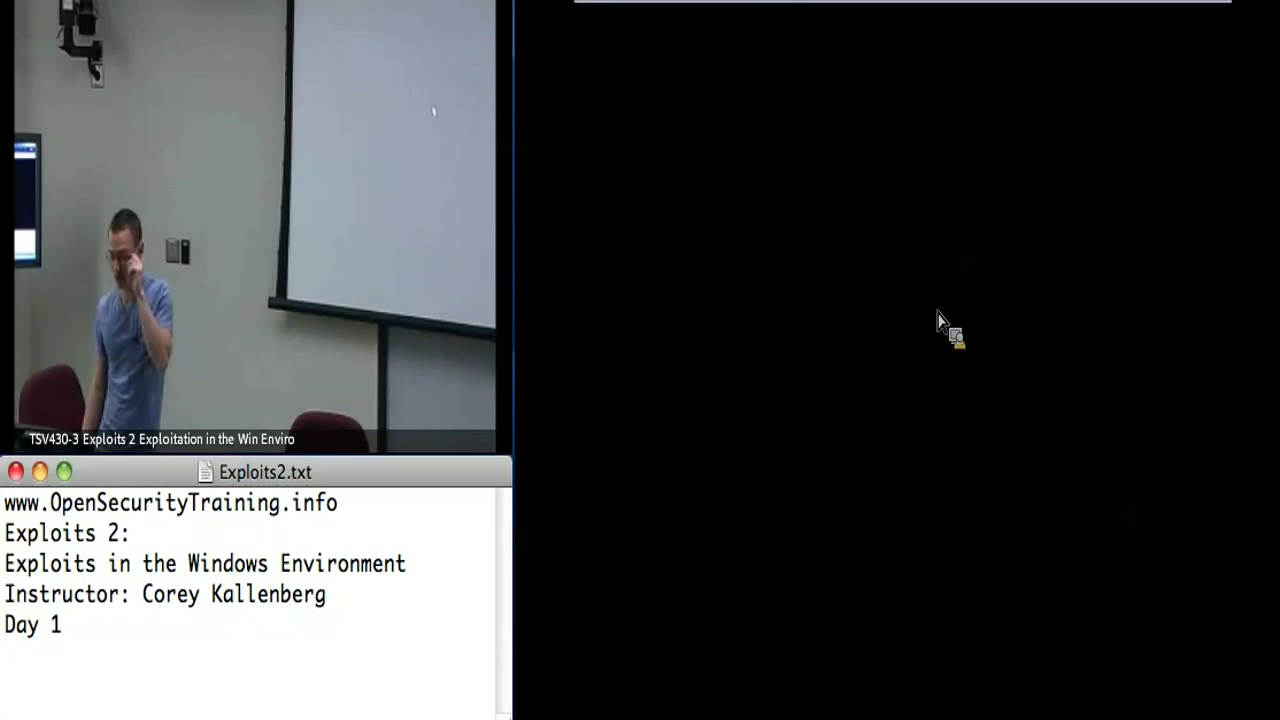 TSV430-3 Exploits 2 Exploitation in the Win Enviro
Exploits2.txt
www.OpenSecurityTraining.info
Exploits 2:
Exploits in the Windows Environment
Instructor: Corey Kallenberg
Day 1